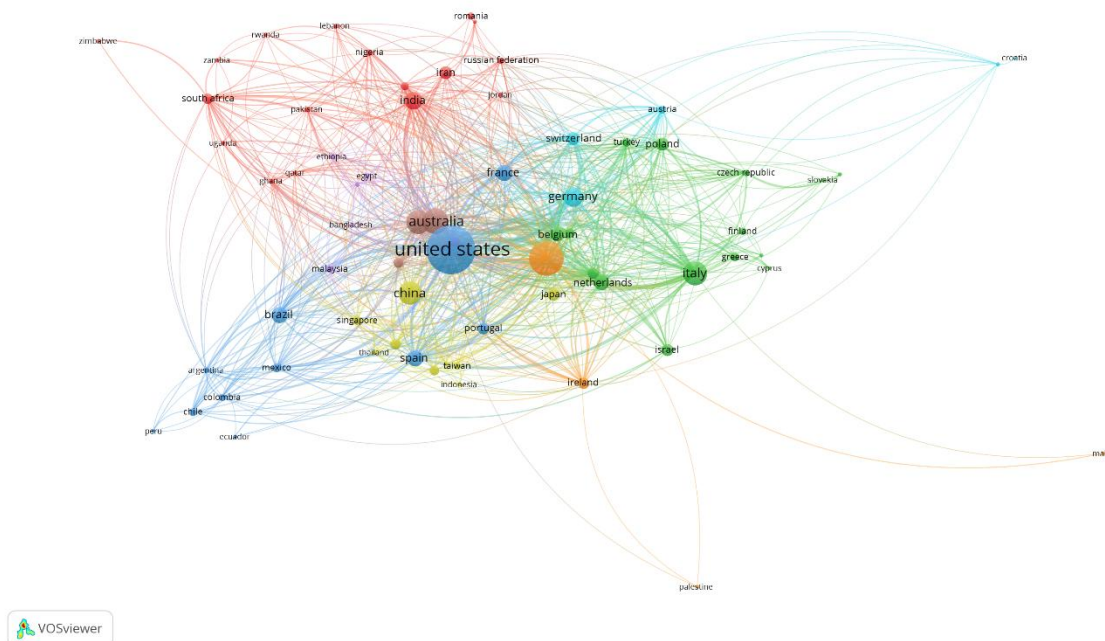 romania
lebanon
rwanda
zimbabwe
nigeria
croatia
zambia
russian federation
iran
south africa
india
jordan
pakistan
austria
uganda
switzerland
turkey
poland
ethiopia
qatar
egypt
france
czech republic
ghana
slovakia
germany
bangladesh
australia
belgium
finland
united states
greece
malaysia
cyprus
italy
netherlands
china
japan
brazil
singapore
portugal
thailand
spain
israel
argentina
mexico
taiwan
ireland
indonesia
colombia
chile
peru
ecuador
palestine
VOSviewer